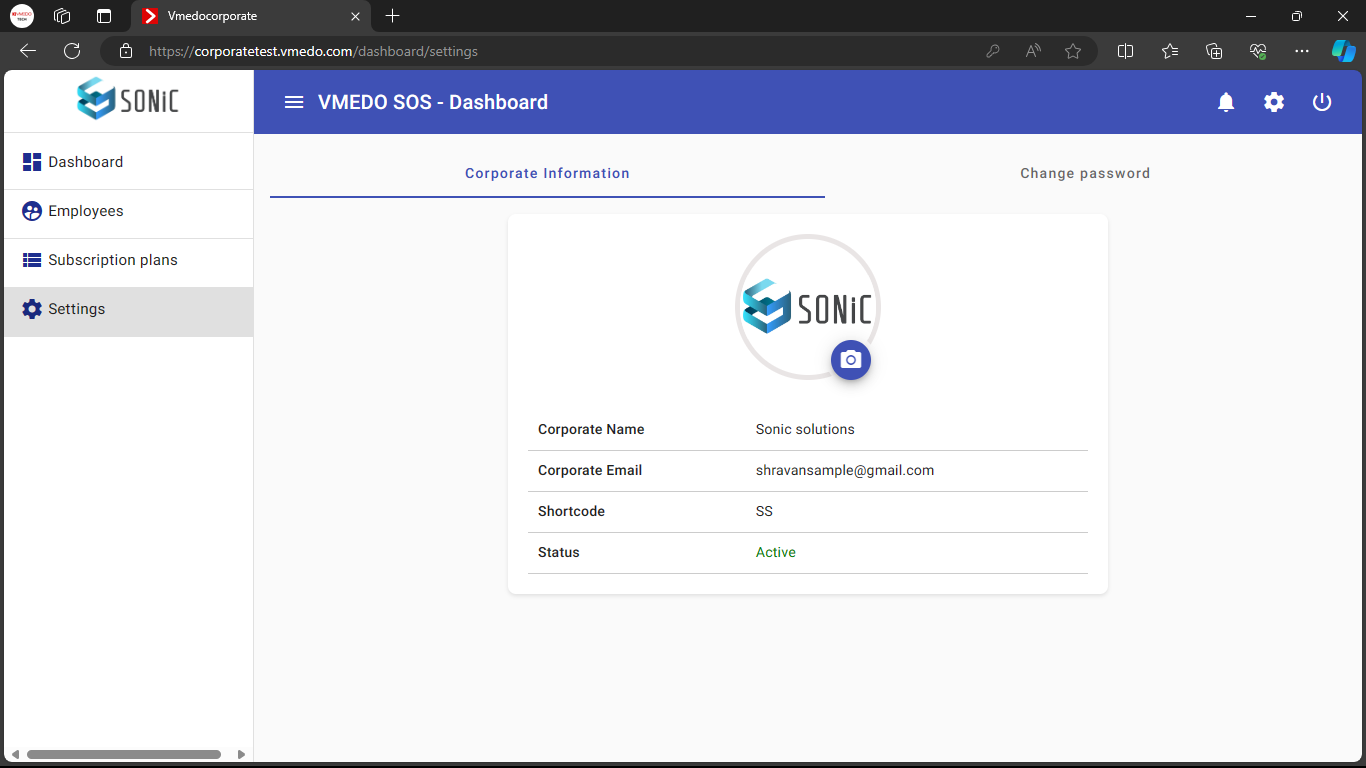 Vmedocorporate
https://corporatetest.vmedo.com/dashboard/settings
SONiC
VMEDO SOS - Dashboard
Dashboard
Employees
Subscription plans
Settings
Corporate Information
Change password
SONiC
Corporate Name Sonic solutions
Corporate Email shravansample@gmail.com
Shortcode SS
Status Active